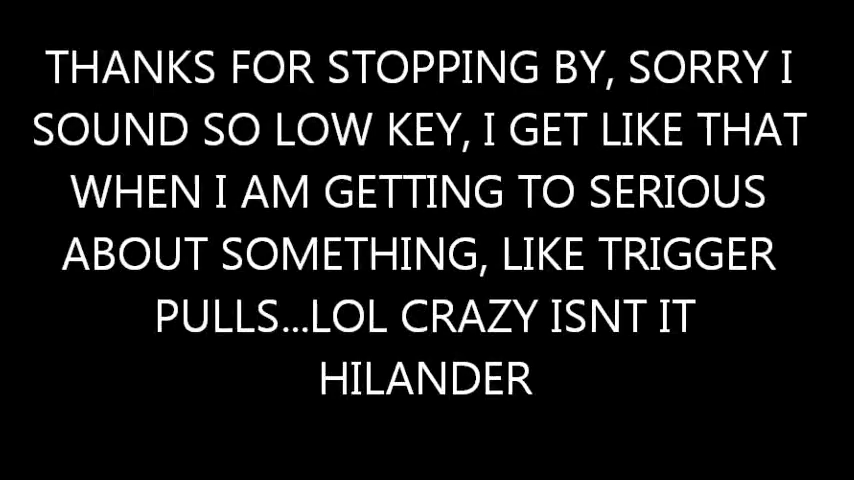 THANKS FOR STOPPING BY, SORRY I
SOUND SO LOW KEY, I GET LIKE THAT
WHEN I AM GETTING TO SERIOUS
ABOUT SOMETHING, LIKE TRIGGER
PULLS...LOL CRAZY ISNT IT
HILANDER